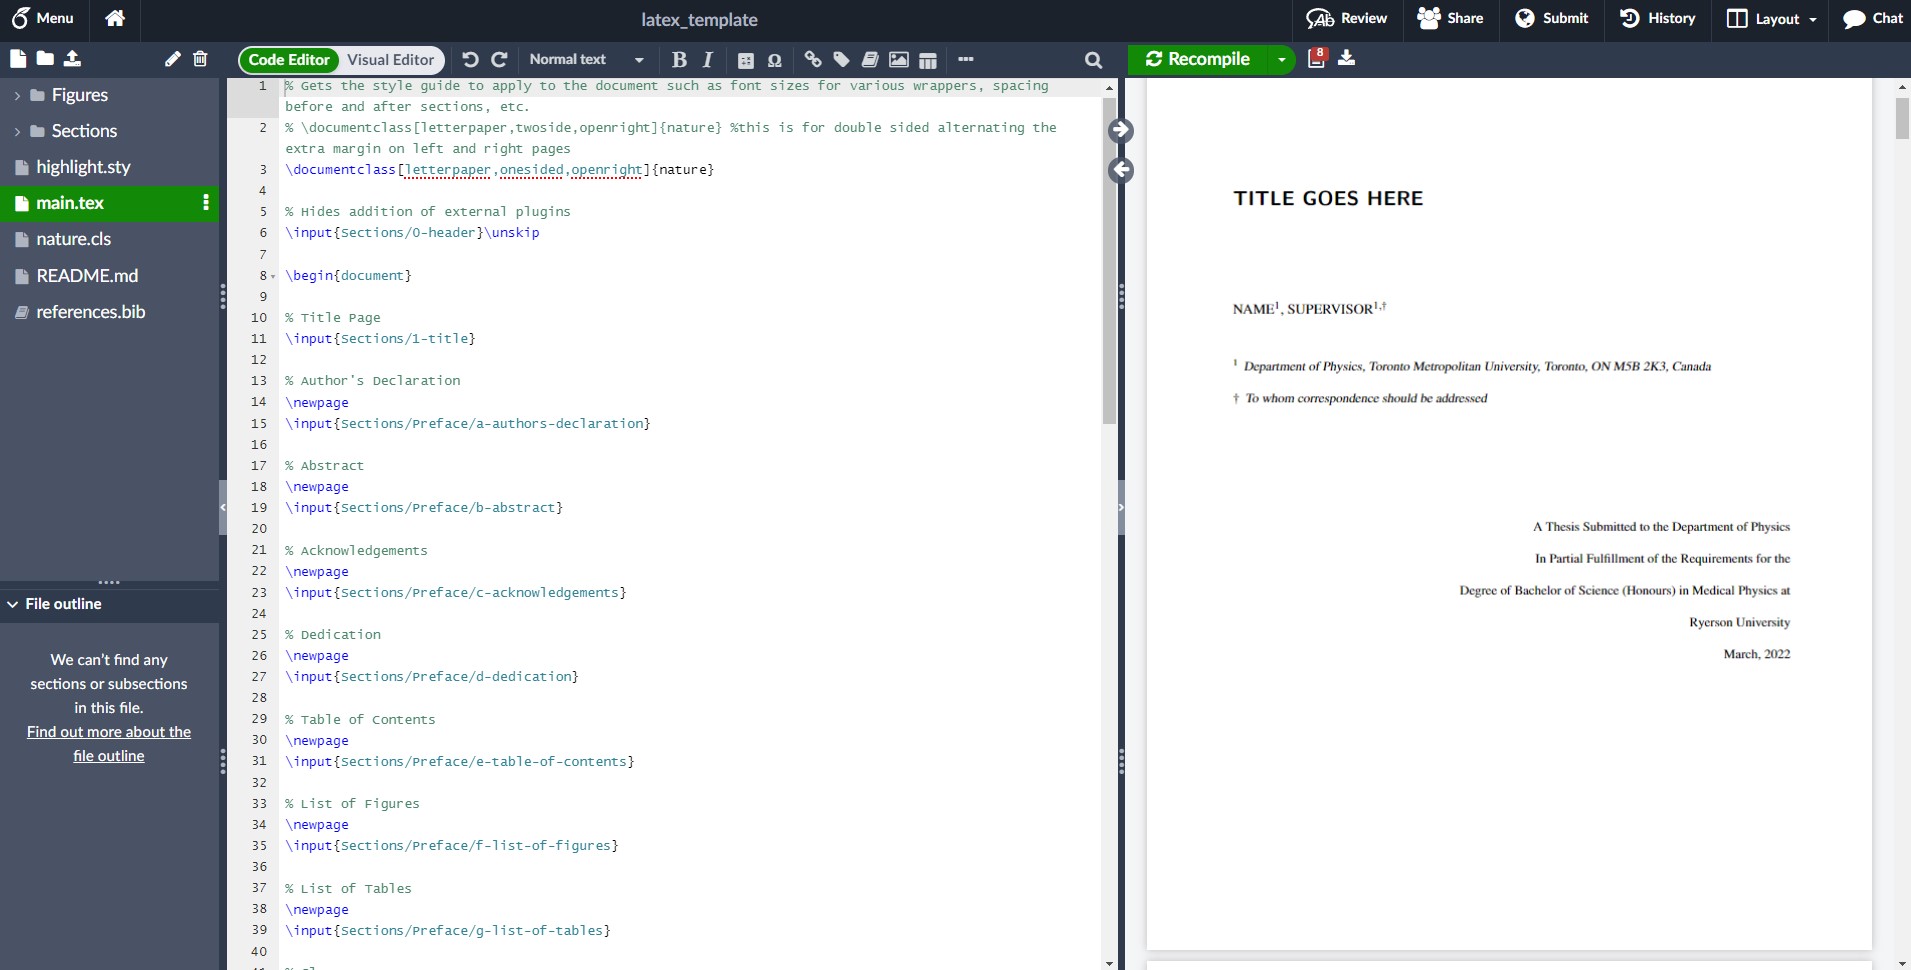 Menu
latex_template
Review
Share
Submit
History
Layout
Chat
Code Editor
Visual Editor
Normal text
B I
Ω
Recompile
8
Figures
Sections
highlight.sty
main.tex
nature.cls
README.md
references.bib
File outline
We can't find any
sections or subsections
in this file.
Find out more about the
file outline
1 % Gets the style guide to apply to the document such as font sizes for various wrappers, spacing
before and after sections, etc.
2 % \documentclass[letterpaper,twoside,openright]{nature} %this is for double sided alternating the
extra margin on left and right pages
3 \documentclass[letterpaper,onesided,openright]{nature}
4
5 % Hides addition of external plugins
6 \input{Sections/0-header}\unskip
7
8 \begin{document}
9
10 % Title Page
11 \input{Sections/1-title}
12
13 % Author's Declaration
14 \newpage
15 \input{Sections/Preface/a-authors-declaration}
16
17 % Abstract
18 \newpage
19 \input{Sections/Preface/b-abstract}
20
21 % Acknowledgements
22 \newpage
23 \input{Sections/Preface/c-acknowledgements}
24
25 % Dedication
26 \newpage
27 \input{Sections/Preface/d-dedication}
28
29 % Table of Contents
30 \newpage
31 \input{Sections/Preface/e-table-of-contents}
32
33 % List of Figures
34 \newpage
35 \input{Sections/Preface/f-list-of-figures}
36
37 % List of Tables
38 \newpage
39 \input{Sections/Preface/g-list-of-tables}
40
TITLE GOES HERE
NAME¹, SUPERVISOR¹,†
¹ Department of Physics, Toronto Metropolitan University, Toronto, ON M5B 2K3, Canada
† To whom correspondence should be addressed
A Thesis Submitted to the Department of Physics
In Partial Fulfillment of the Requirements for the
Degree of Bachelor of Science (Honours) in Medical Physics at
Ryerson University
March, 2022